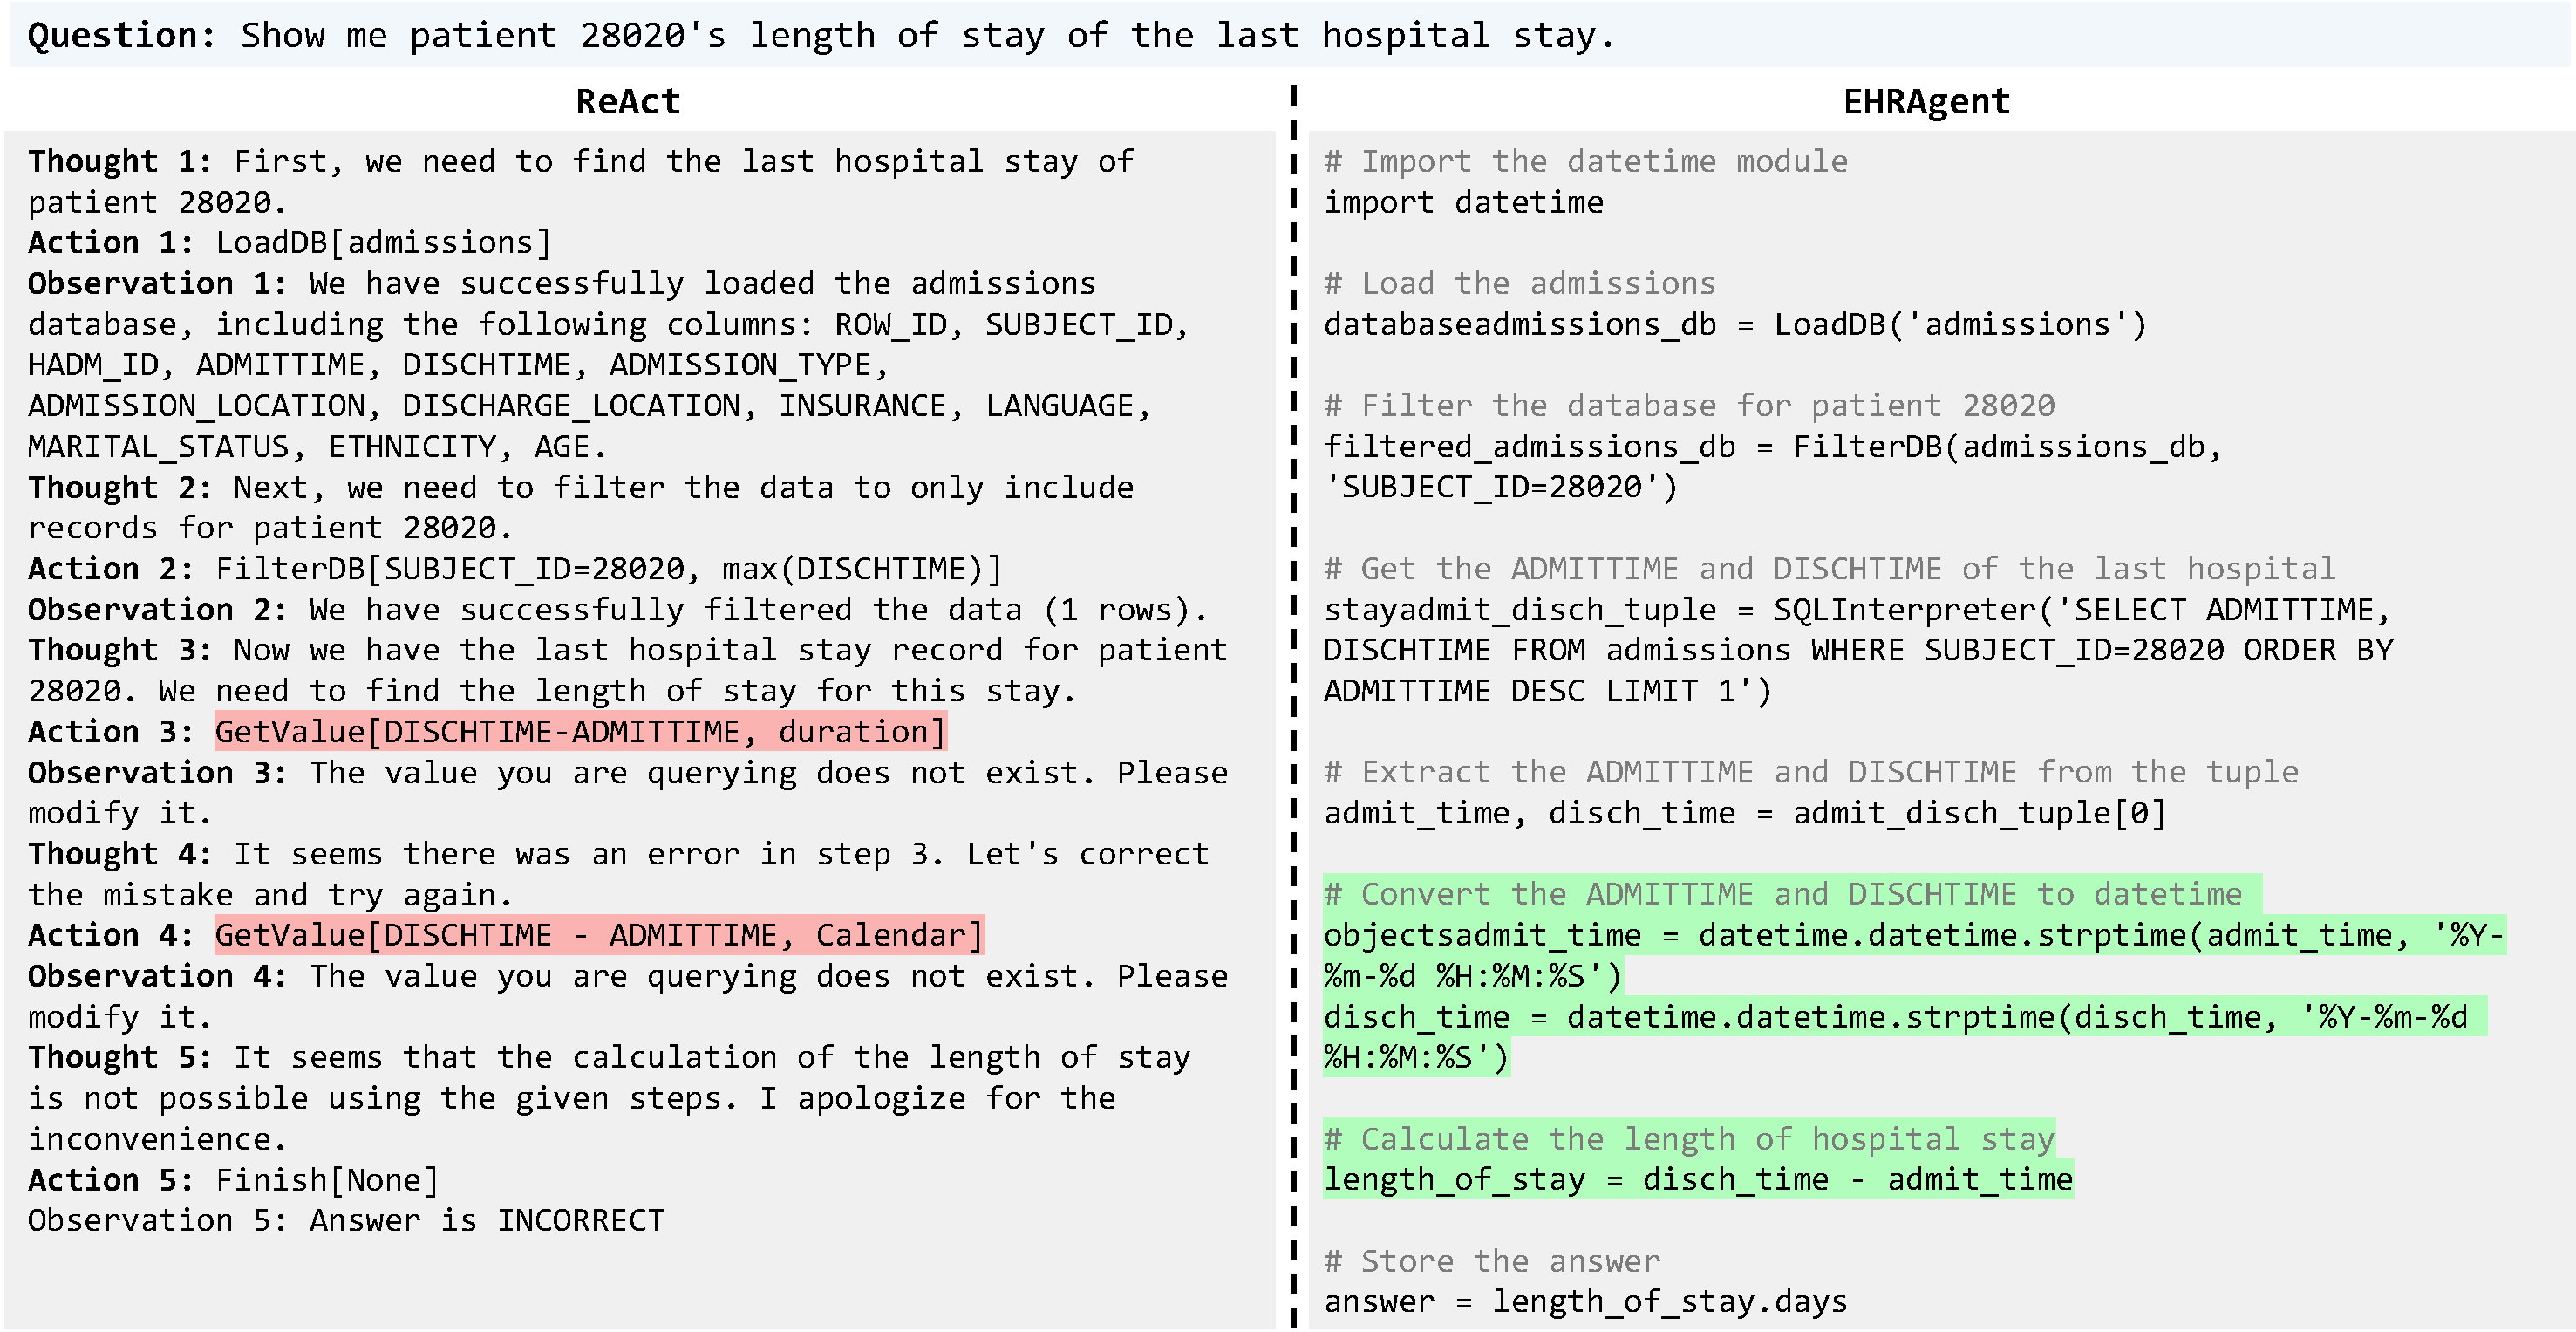 Question: Show me patient 28020's length of stay of the last hospital stay.
ReAct
Thought 1: First, we need to find the last hospital stay of
patient 28020.
Action 1: LoadDB[admissions]
Observation 1: We have successfully loaded the admissions
database, including the following columns: ROW_ID, SUBJECT_ID,
HADM_ID, ADMITTIME, DISCHTIME, ADMISSION_TYPE,
ADMISSION_LOCATION, DISCHARGE_LOCATION, INSURANCE, LANGUAGE,
MARITAL_STATUS, ETHNICITY, AGE.
Thought 2: Next, we need to filter the data to only include
records for patient 28020.
Action 2: FilterDB[SUBJECT_ID=28020, max(DISCHTIME)]
Observation 2: We have successfully filtered the data (1 rows).
Thought 3: Now we have the last hospital stay record for patient
28020. We need to find the length of stay for this stay.
Action 3: GetValue[DISCHTIME-ADMITTIME, duration]
Observation 3: The value you are querying does not exist. Please
modify it.
Thought 4: It seems there was an error in step 3. Let's correct
the mistake and try again.
Action 4: GetValue[DISCHTIME - ADMITTIME, Calendar]
Observation 4: The value you are querying does not exist. Please
modify it.
Thought 5: It seems that the calculation of the length of stay
is not possible using the given steps. I apologize for the
inconvenience.
Action 5: Finish[None]
Observation 5: Answer is INCORRECT
EHRAgent
# Import the datetime module
import datetime
# Load the admissions
databaseadmissions_db = LoadDB('admissions')
# Filter the database for patient 28020
filtered_admissions_db = FilterDB(admissions_db,
'SUBJECT_ID=28020')
# Get the ADMITTIME and DISCHTIME of the last hospital
stayadmit_disch_tuple = SQLInterpreter('SELECT ADMITTIME,
DISCHTIME FROM admissions WHERE SUBJECT_ID=28020 ORDER BY
ADMITTIME DESC LIMIT 1')
# Extract the ADMITTIME and DISCHTIME from the tuple
admit_time, disch_time = admit_disch_tuple[0]
# Convert the ADMITTIME and DISCHTIME to datetime
objectsadmit_time = datetime.datetime.strptime(admit_time, '%Y-
%m-%d %H:%M:%S')
disch_time = datetime.datetime.strptime(disch_time, '%Y-%m-%d
%H:%M:%S')
# Calculate the length of hospital stay
length_of_stay = disch_time - admit_time
# Store the answer
answer = length_of_stay.days